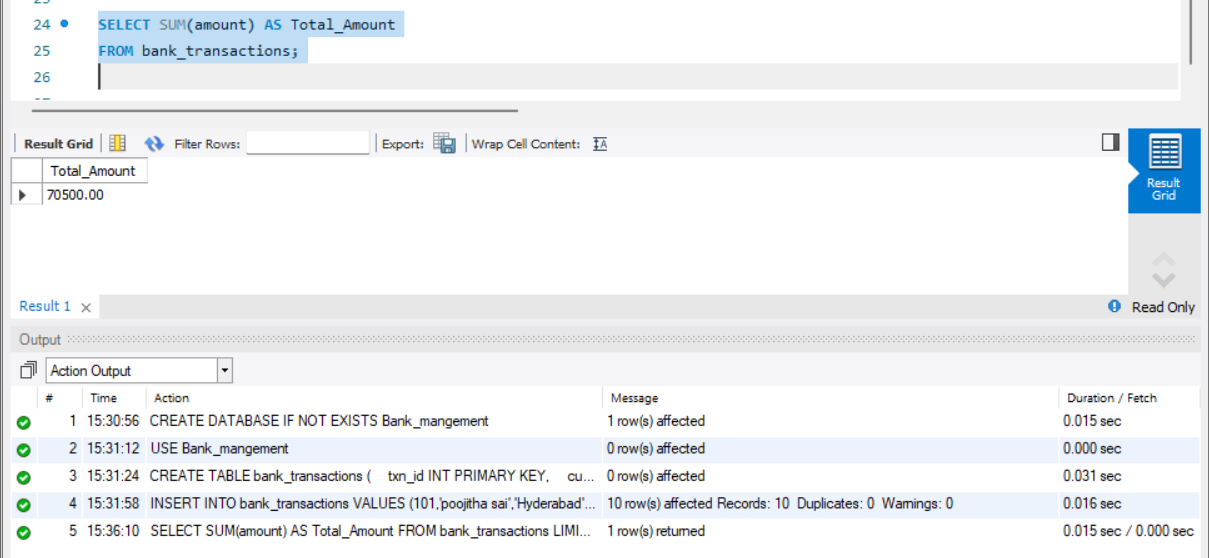 24 SELECT SUM(amount) AS Total_Amount
25 FROM bank_transactions;
26
Result Grid Filter Rows: Export: Wrap Cell Content: IA
Total_Amount
70500.00
Result Grid
Result 1 × Read Only
Output
Action Output
# Time Action Message Duration / Fetch
1 15:30:56 CREATE DATABASE IF NOT EXISTS Bank_mangement 1 row(s) affected 0.015 sec
2 15:31:12 USE Bank_mangement 0 row(s) affected 0.000 sec
3 15:31:24 CREATE TABLE bank_transactions ( txn_id INT PRIMARY KEY, cu... 0 row(s) affected 0.031 sec
4 15:31:58 INSERT INTO bank_transactions VALUES (101,'poojitha sai','Hyderabad'... 10 row(s) affected Records: 10 Duplicates: 0 Warnings: 0 0.016 sec
5 15:36:10 SELECT SUM(amount) AS Total_Amount FROM bank_transactions LIMI... 1 row(s) returned 0.015 sec / 0.000 sec